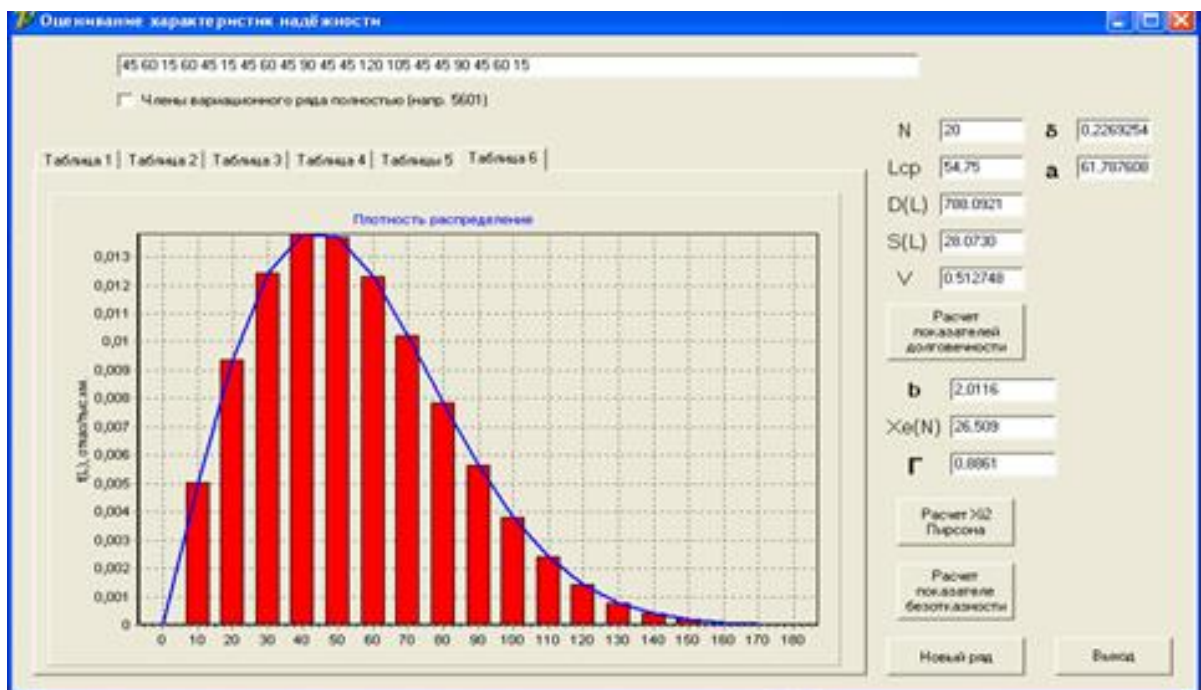 Оценивание характеристик надёжности
45 60 15 60 45 15 45 60 45 90 45 45 120 105 45 45 90 45 60 15
Члены вариационного ряда полностью (напр. 5601)
N 20 δ 0.2269254
Таблица 1 Таблица 2 Таблица 3 Таблица 4 Таблицы 5 Таблица 6
Lср 54,75 a 61.787608
D(L) 788.0921
S(L) 28.0730
V 0.512748
Расчет
показателей
долговечности
b 2.0116
Xe(N) 26.509
Г 0.8861
Расчет Xi2
Пирсона
Расчет
показателе
безотказности
Новый ряд
Выход
Плотность распределение
0,013
0,012
0,011
0,01
0,009
0,008
0,007
0,006
0,005
0,004
0,003
0,002
0,001
0
f(L), отказ/тыс.км
0 10 20 30 40 50 60 70 80 90 100 110 120 130 140 150 160 170 180